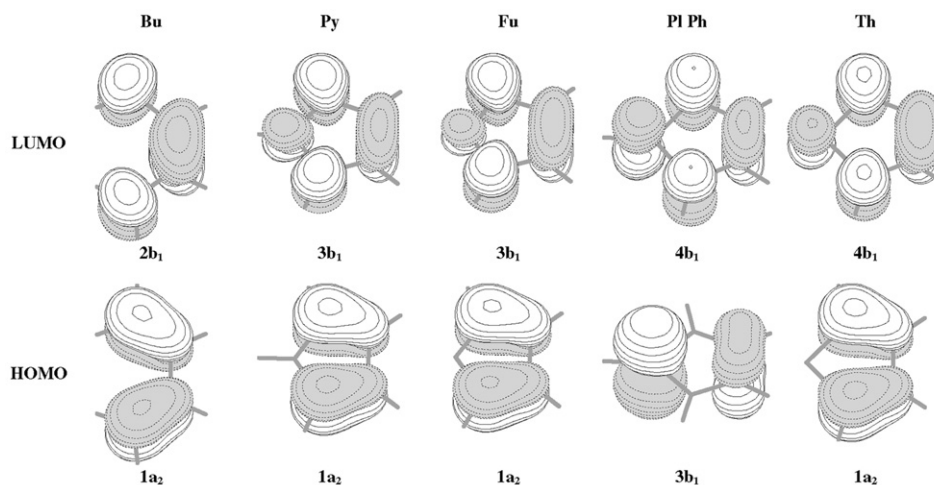 Bu Py Fu Pl Ph Th
LUMO
2b₁ 3b₁ 3b₁ 4b₁ 4b₁
HOMO
1a₂ 1a₂ 1a₂ 3b₁ 1a₂